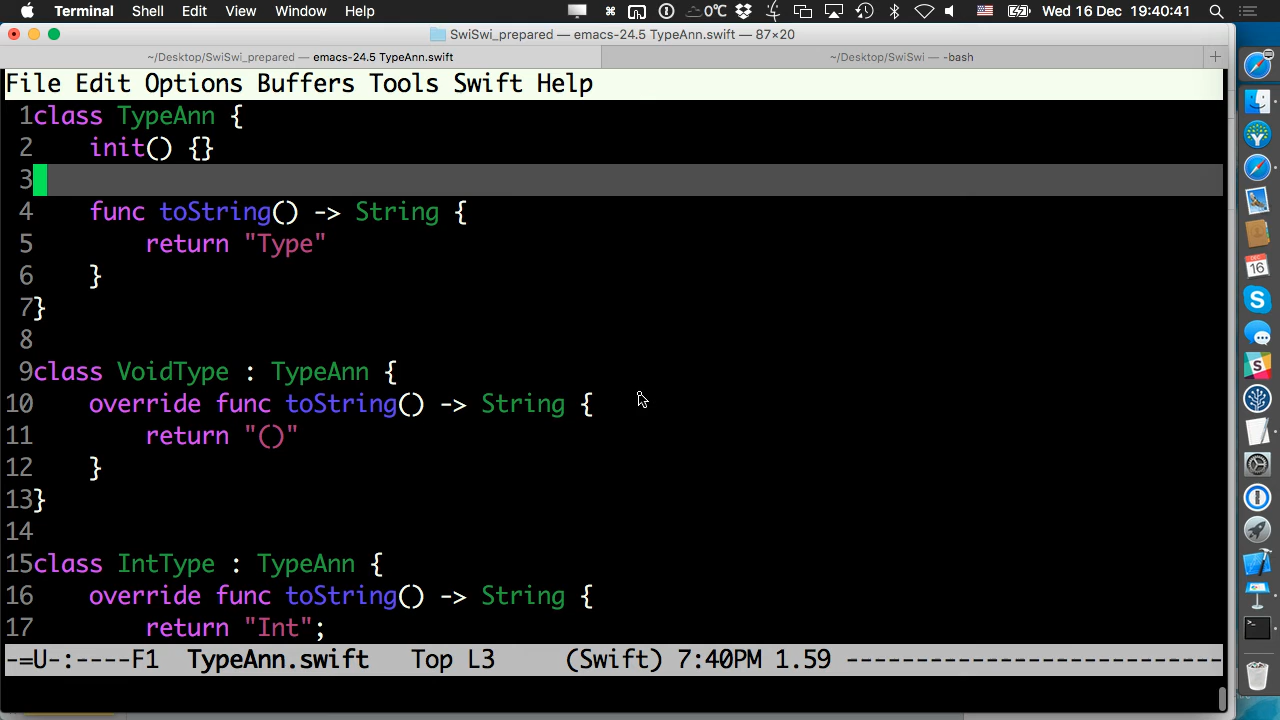 Terminal Shell Edit View Window Help 0°C Wed 16 Dec 19:40:41
SwiSwi_prepared — emacs-24.5 TypeAnn.swift — 87×20
~/Desktop/SwiSwi_prepared — emacs-24.5 TypeAnn.swift ~/Desktop/SwiSwi — -bash
File Edit Options Buffers Tools Swift Help
1class TypeAnn {
2    init() {}
3
4    func toString() -> String {
5        return "Type"
6    }
7}
8
9class VoidType : TypeAnn {
10    override func toString() -> String {
11        return "()"
12    }
13}
14
15class IntType : TypeAnn {
16    override func toString() -> String {
17        return "Int";
-=U-:----F1  TypeAnn.swift   Top L3     (Swift) 7:40PM 1.59 ---------------------------
DEC
16